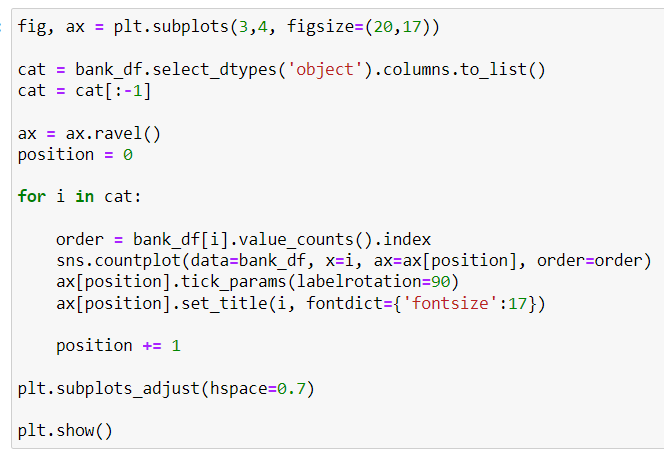 fig, ax = plt.subplots(3,4, figsize=(20,17))

cat = bank_df.select_dtypes('object').columns.to_list()
cat = cat[:-1]

ax = ax.ravel()
position = 0

for i in cat:

    order = bank_df[i].value_counts().index
    sns.countplot(data=bank_df, x=i, ax=ax[position], order=order)
    ax[position].tick_params(labelrotation=90)
    ax[position].set_title(i, fontdict={'fontsize':17})

    position += 1

plt.subplots_adjust(hspace=0.7)

plt.show()